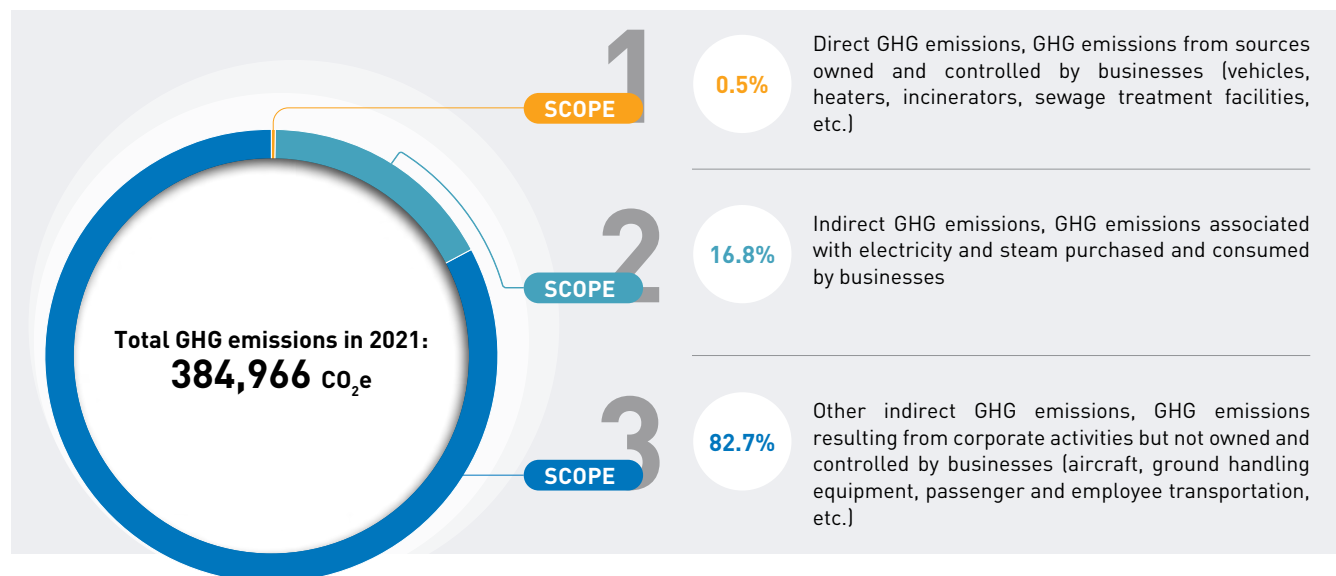 1
SCOPE
0.5%
Direct GHG emissions, GHG emissions from sources
owned and controlled by businesses (vehicles,
heaters, incinerators, sewage treatment facilities,
etc.)
2
SCOPE
16.8%
Indirect GHG emissions, GHG emissions associated
with electricity and steam purchased and consumed
by businesses
Total GHG emissions in 2021:
384,966 CO₂e
3
SCOPE
82.7%
Other indirect GHG emissions, GHG emissions
resulting from corporate activities but not owned and
controlled by businesses (aircraft, ground handling
equipment, passenger and employee transportation,
etc.)